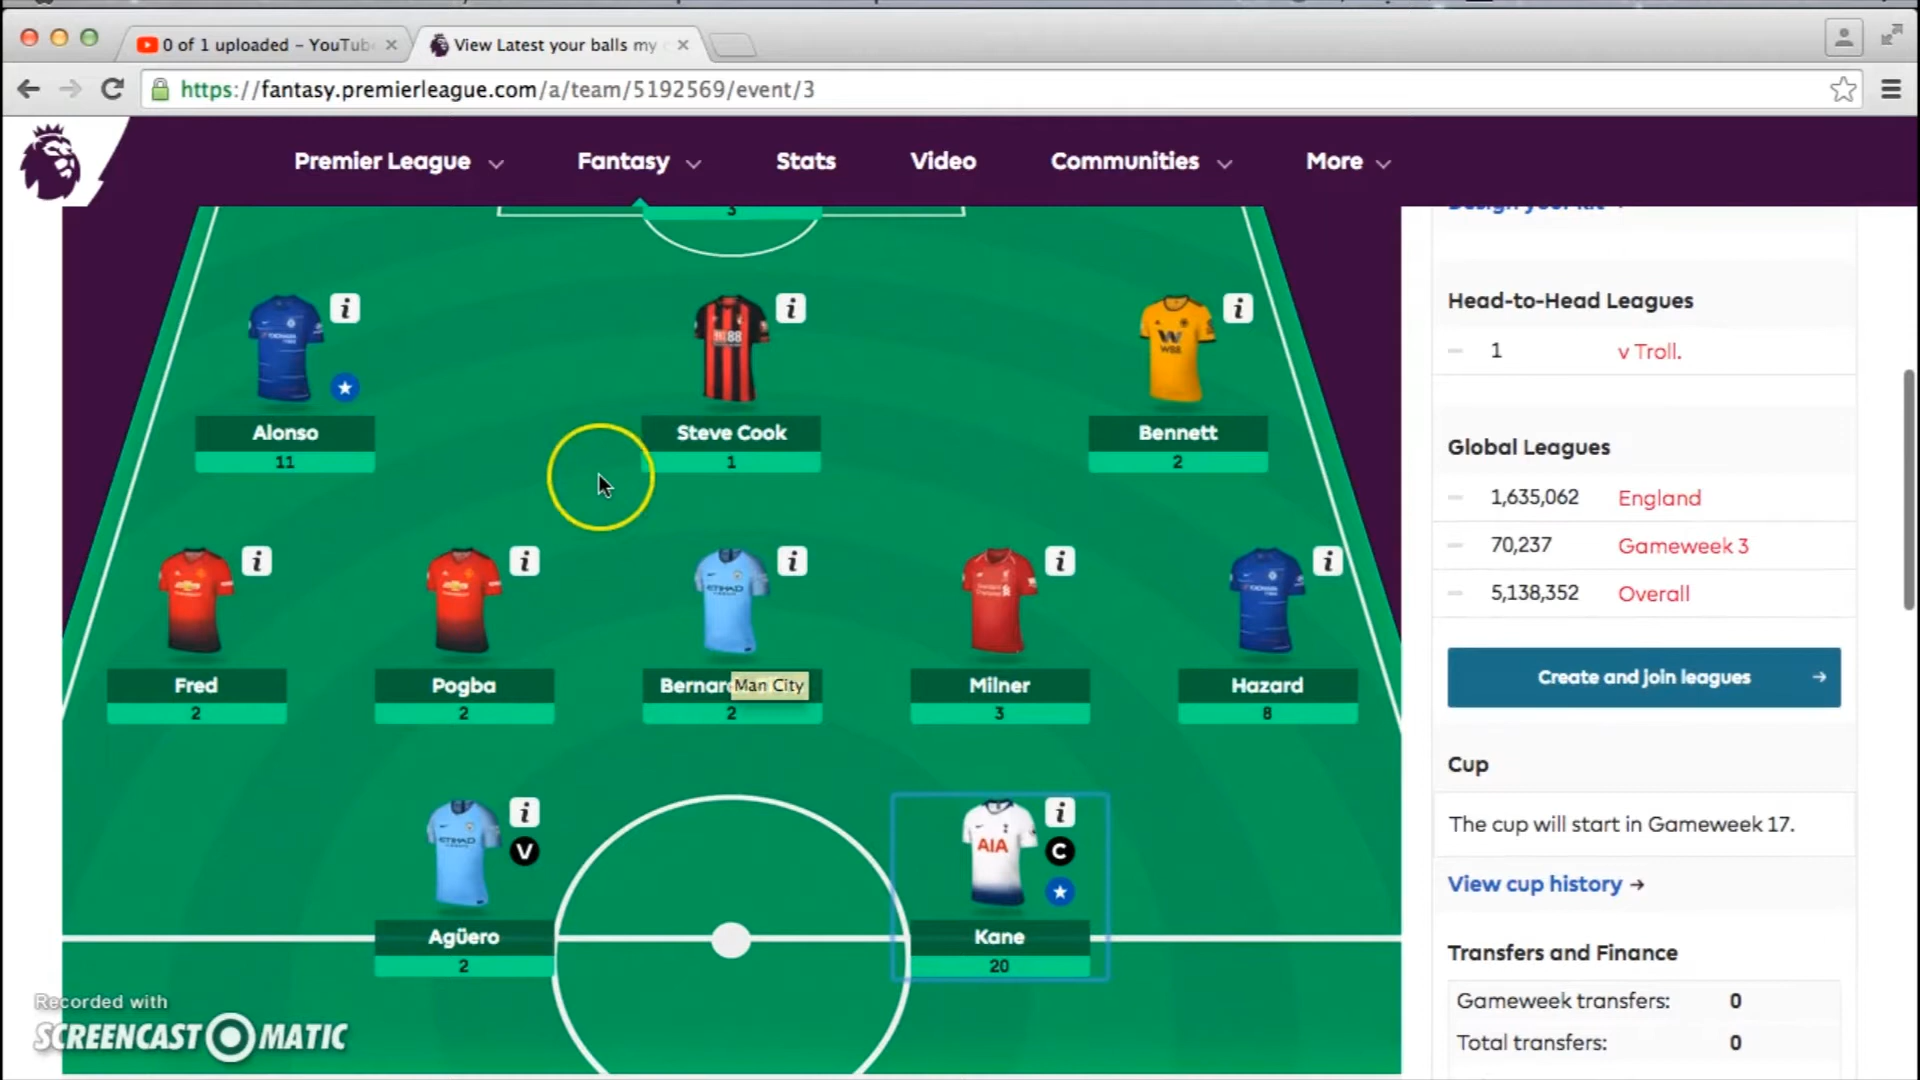 0 of 1 uploaded – YouTub
View Latest your balls my
https://fantasy.premierleague.com/a/team/5192569/event/3
Premier League
Fantasy
Stats
Video
Communities
More
3
Alonso
11
Steve Cook
1
Bennett
2
Fred
2
Pogba
2
Bernar
Man City
2
Milner
3
Hazard
8
V
Agüero
2
AIA
C
Kane
20
Head-to-Head Leagues
1 v Troll.
Global Leagues
1,635,062 England
70,237 Gameweek 3
5,138,352 Overall
Create and join leagues →
Cup
The cup will start in Gameweek 17.
View cup history →
Transfers and Finance
Gameweek transfers: 0
Total transfers: 0
Recorded with
SCREENCAST MATIC